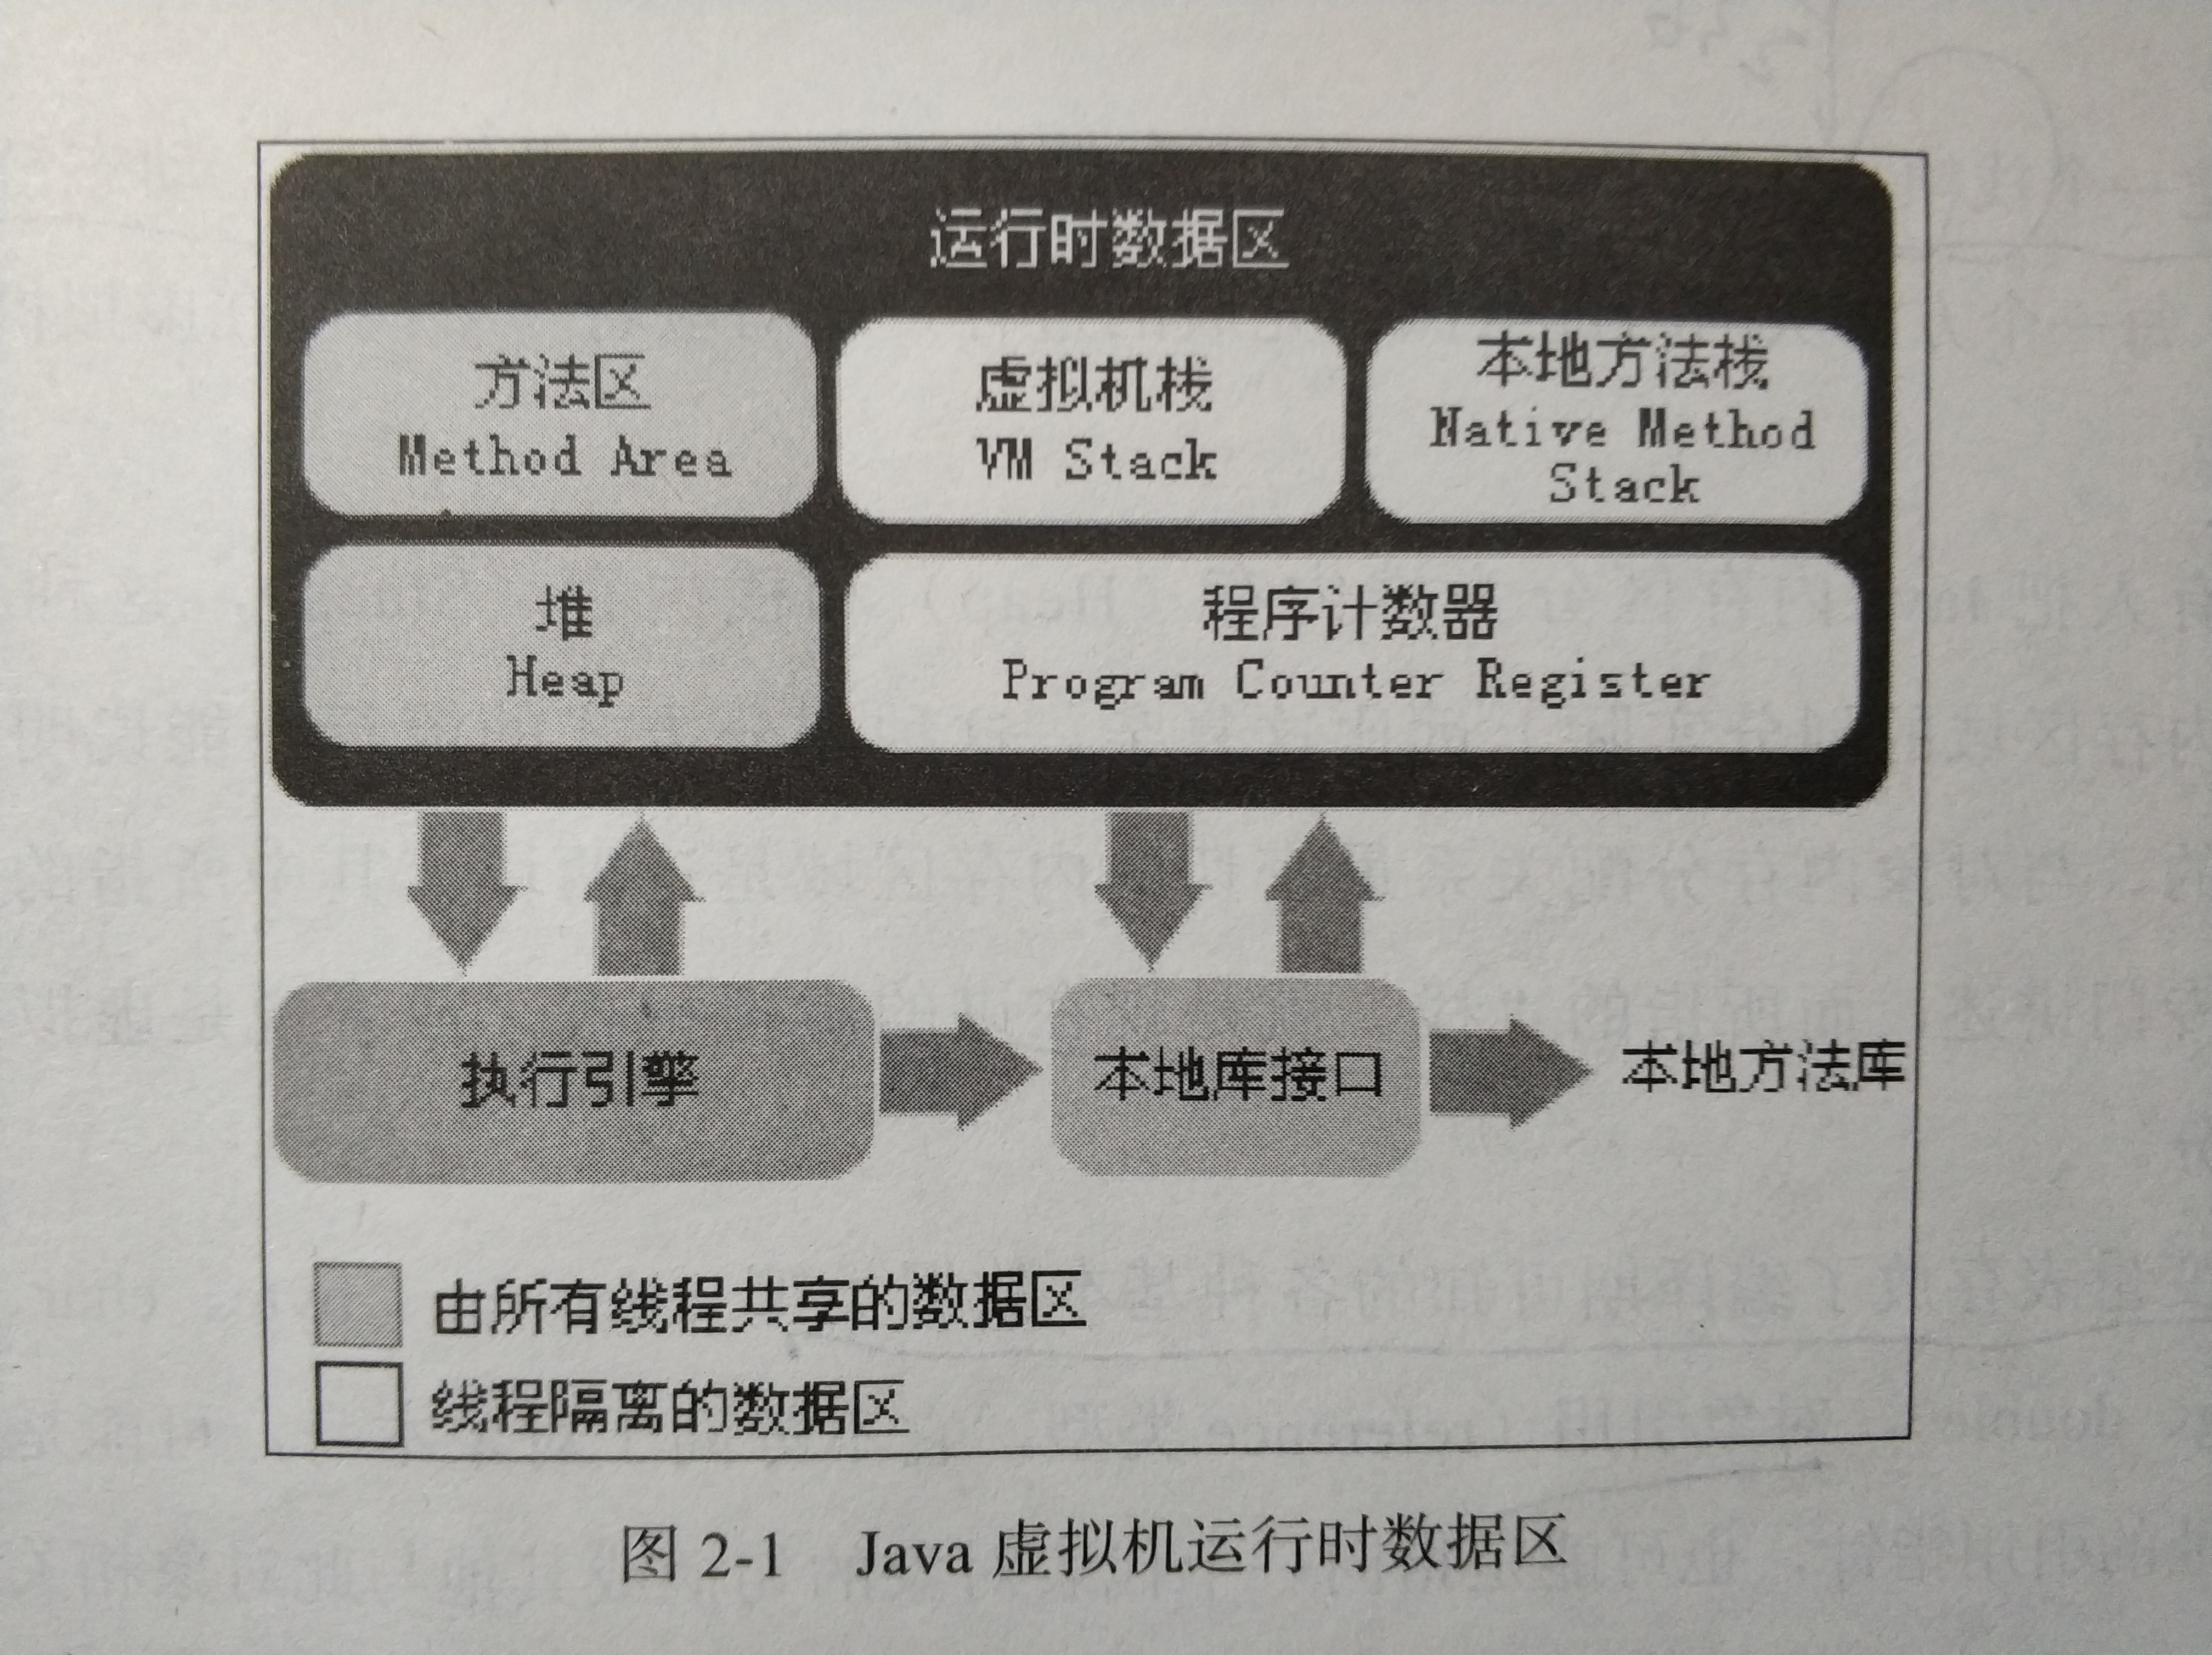 运行时数据区
方法区
Method Area
虚拟机栈
VM Stack
本地方法栈
Native Method
Stack
堆
Heap
程序计数器
Program Counter Register
执行引擎
本地库接口
本地方法库
由所有线程共享的数据区
线程隔离的数据区
图 2-1 Java 虚拟机运行时数据区